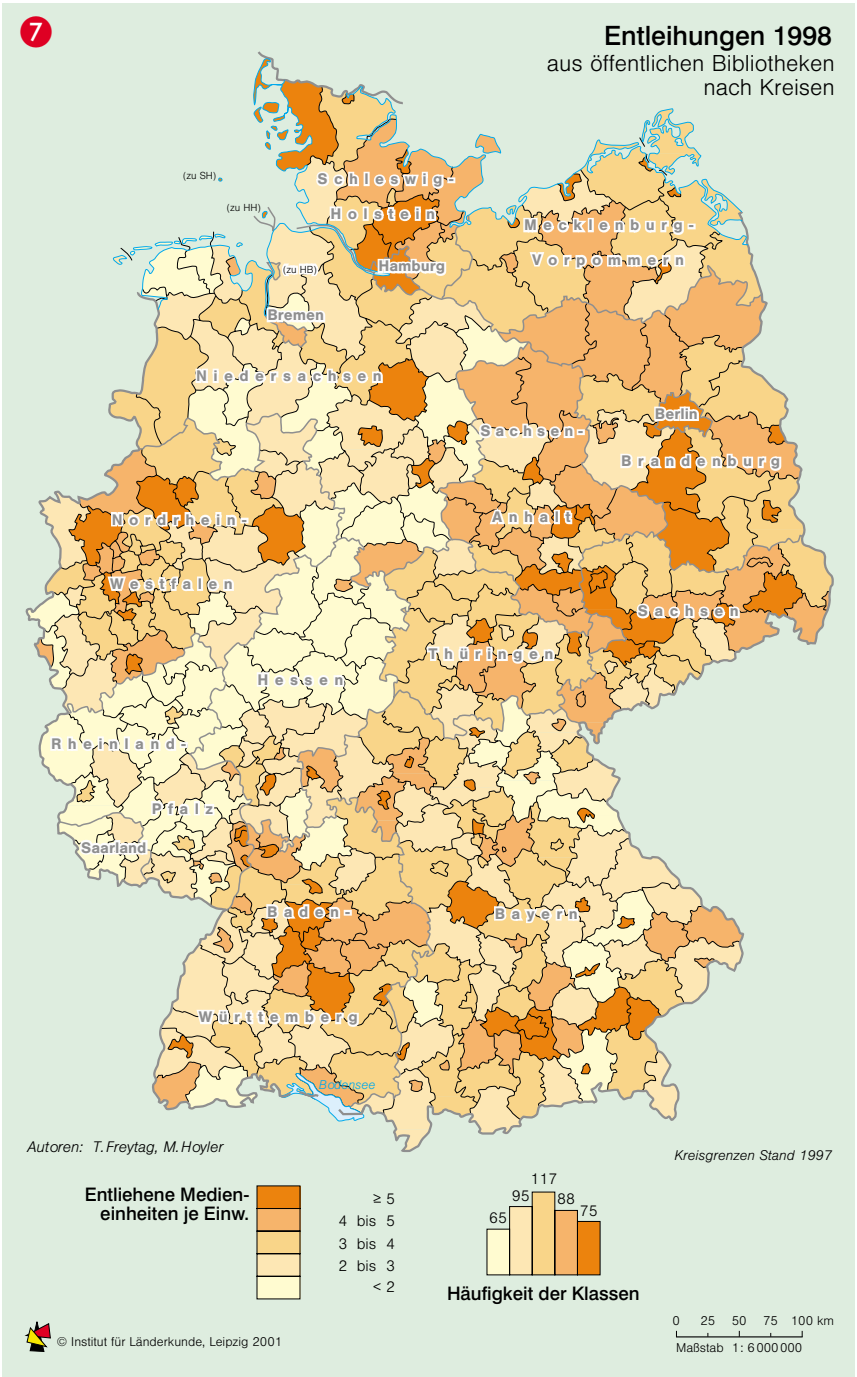 7
Entleihungen 1998
aus öffentlichen Bibliotheken
nach Kreisen
(zu SH)
(zu HH)
Schleswig-
Holstein
Mecklenburg-
Vorpommern
Hamburg
(zu HB)
Bremen
Niedersachsen
Berlin
Sachsen-
Brandenburg
Nordrhein-
Anhalt
Westfalen
Sachsen
Thüringen
Hessen
Rheinland-
Pfalz
Saarland
Baden-
Bayern
Württemberg
Bodensee
Autoren: T. Freytag, M. Hoyler
Kreisgrenzen Stand 1997
Entliehene Medien-
einheiten je Einw.
≥ 5
4 bis 5
3 bis 4
2 bis 3
< 2
65 95 117 88 75
Häufigkeit der Klassen
© Institut für Länderkunde, Leipzig 2001
0 25 50 75 100 km
Maßstab 1: 6000000